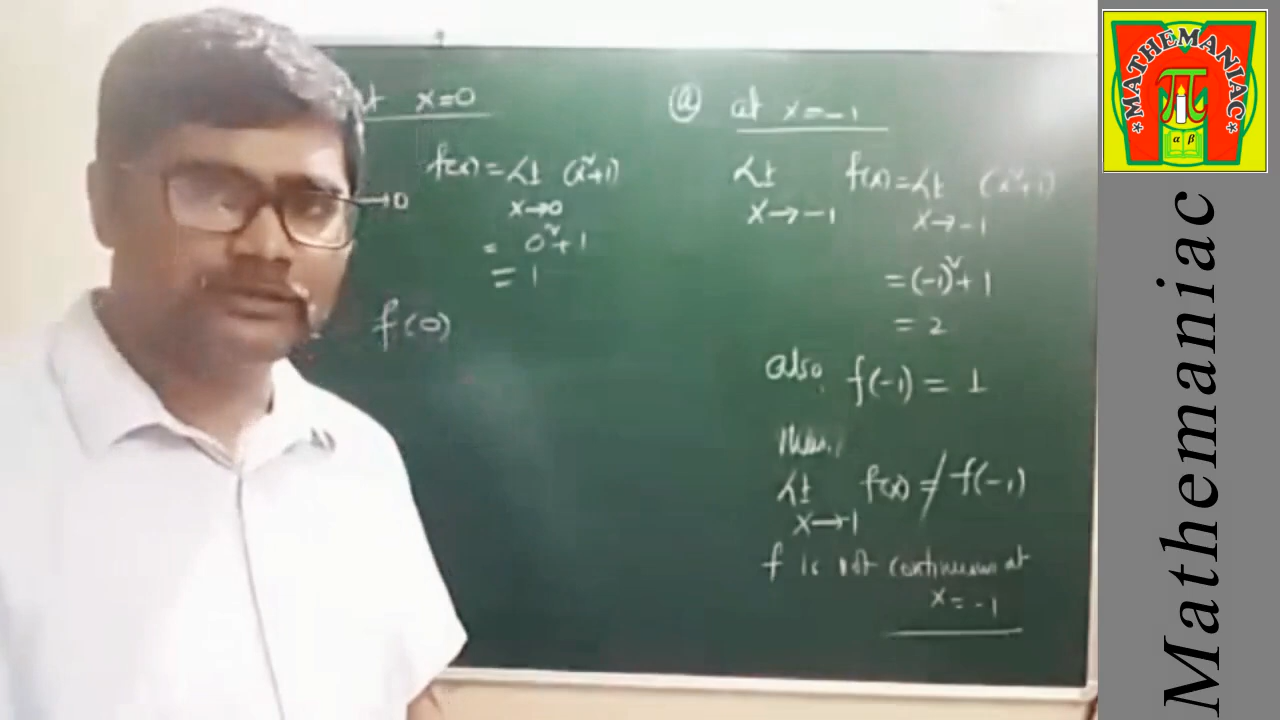 at x=0
f(x) = Lt (x²+1)
→0 x→0
= 0²+1
= 1
f(0)
(a) at x=-1
Lt f(x) = Lt (x²+1)
x→-1 x→-1
= (-1)²+1
= 2
also f(-1) = 1
Lt f(x) ≠ f(-1)
x→-1
f is not continuous at
x=-1
MATHEMANIAC
π
α β
Mathemaniac